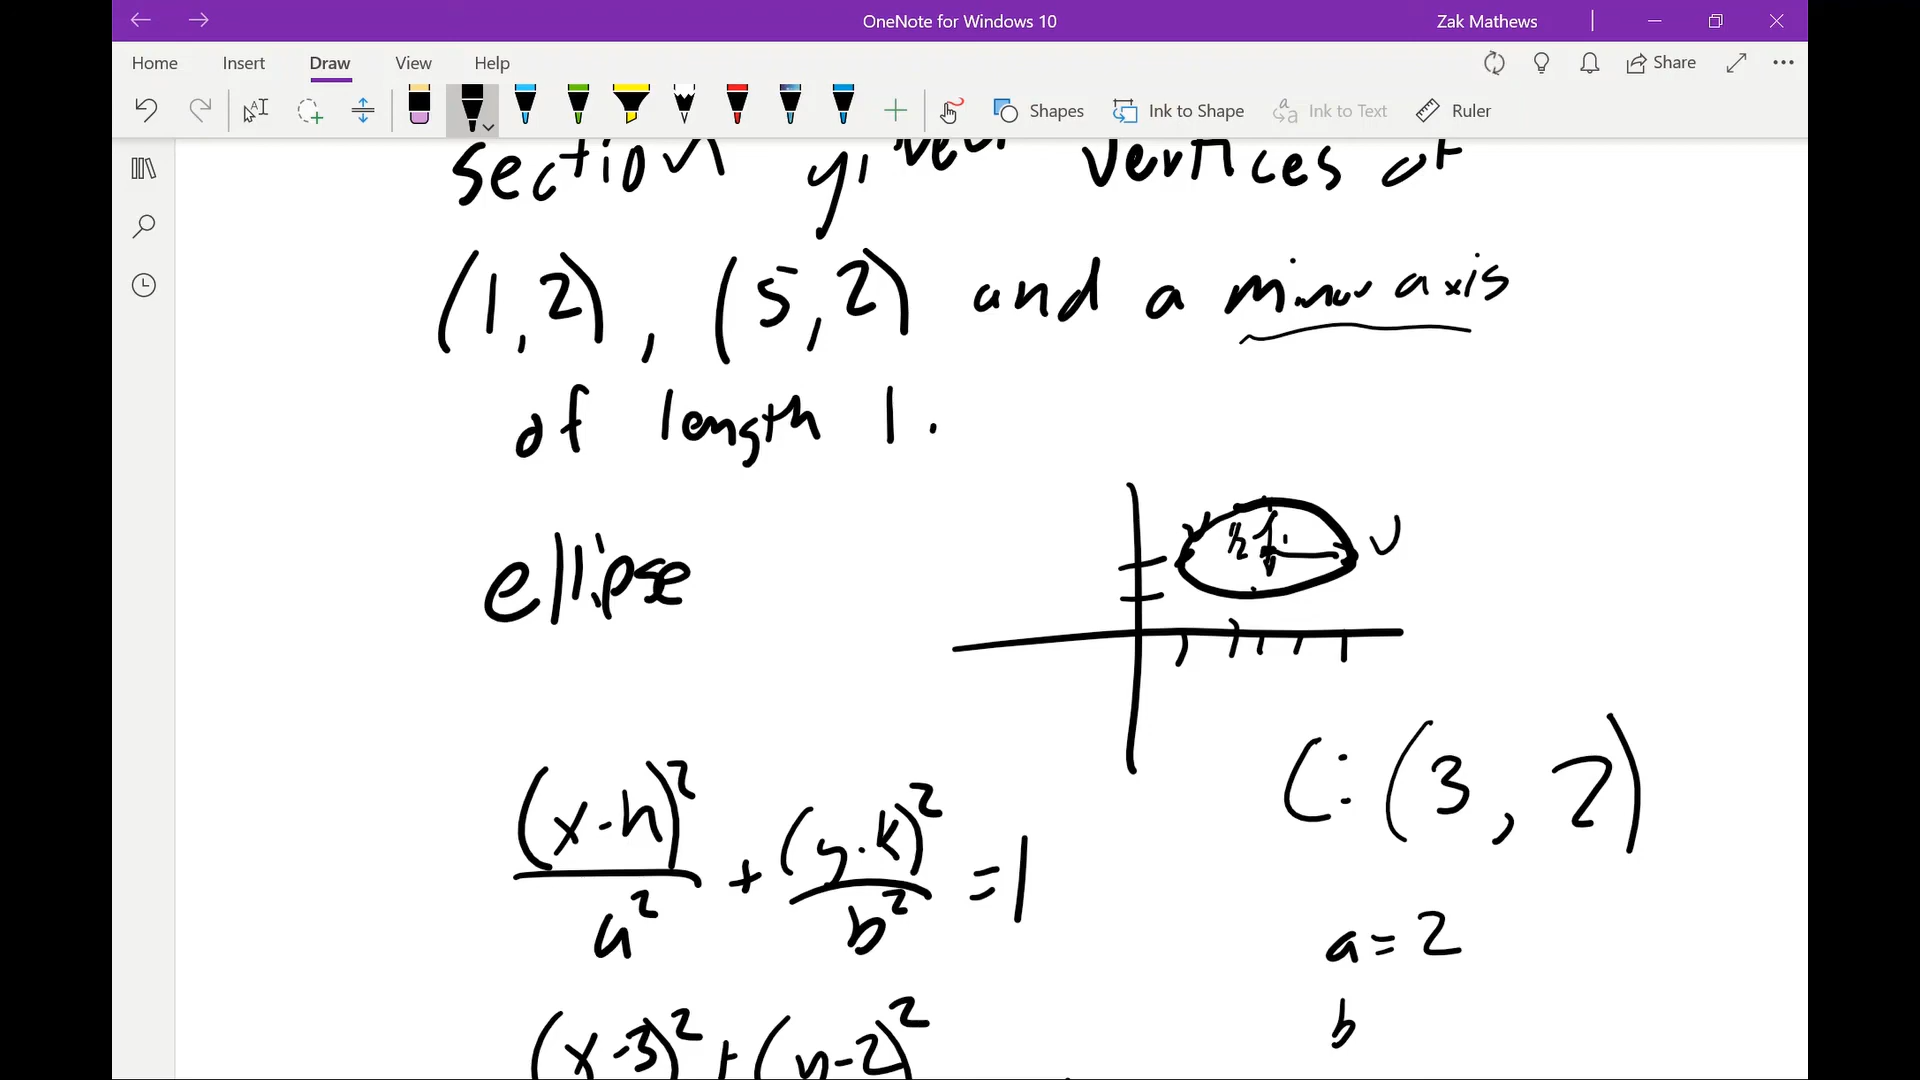 OneNote for Windows 10 Zak Mathews
Home Insert Draw View Help Share
Shapes Ink to Shape Ink to Text Ruler
section given vertices of
(1,2), (5,2) and a minor axis
of length 1.
1/2 V
ellipse
C: (3, 2)
(x-h)²/a² + (y-k)²/b² = 1
a = 2
b
(x-3)² + (y-2)²